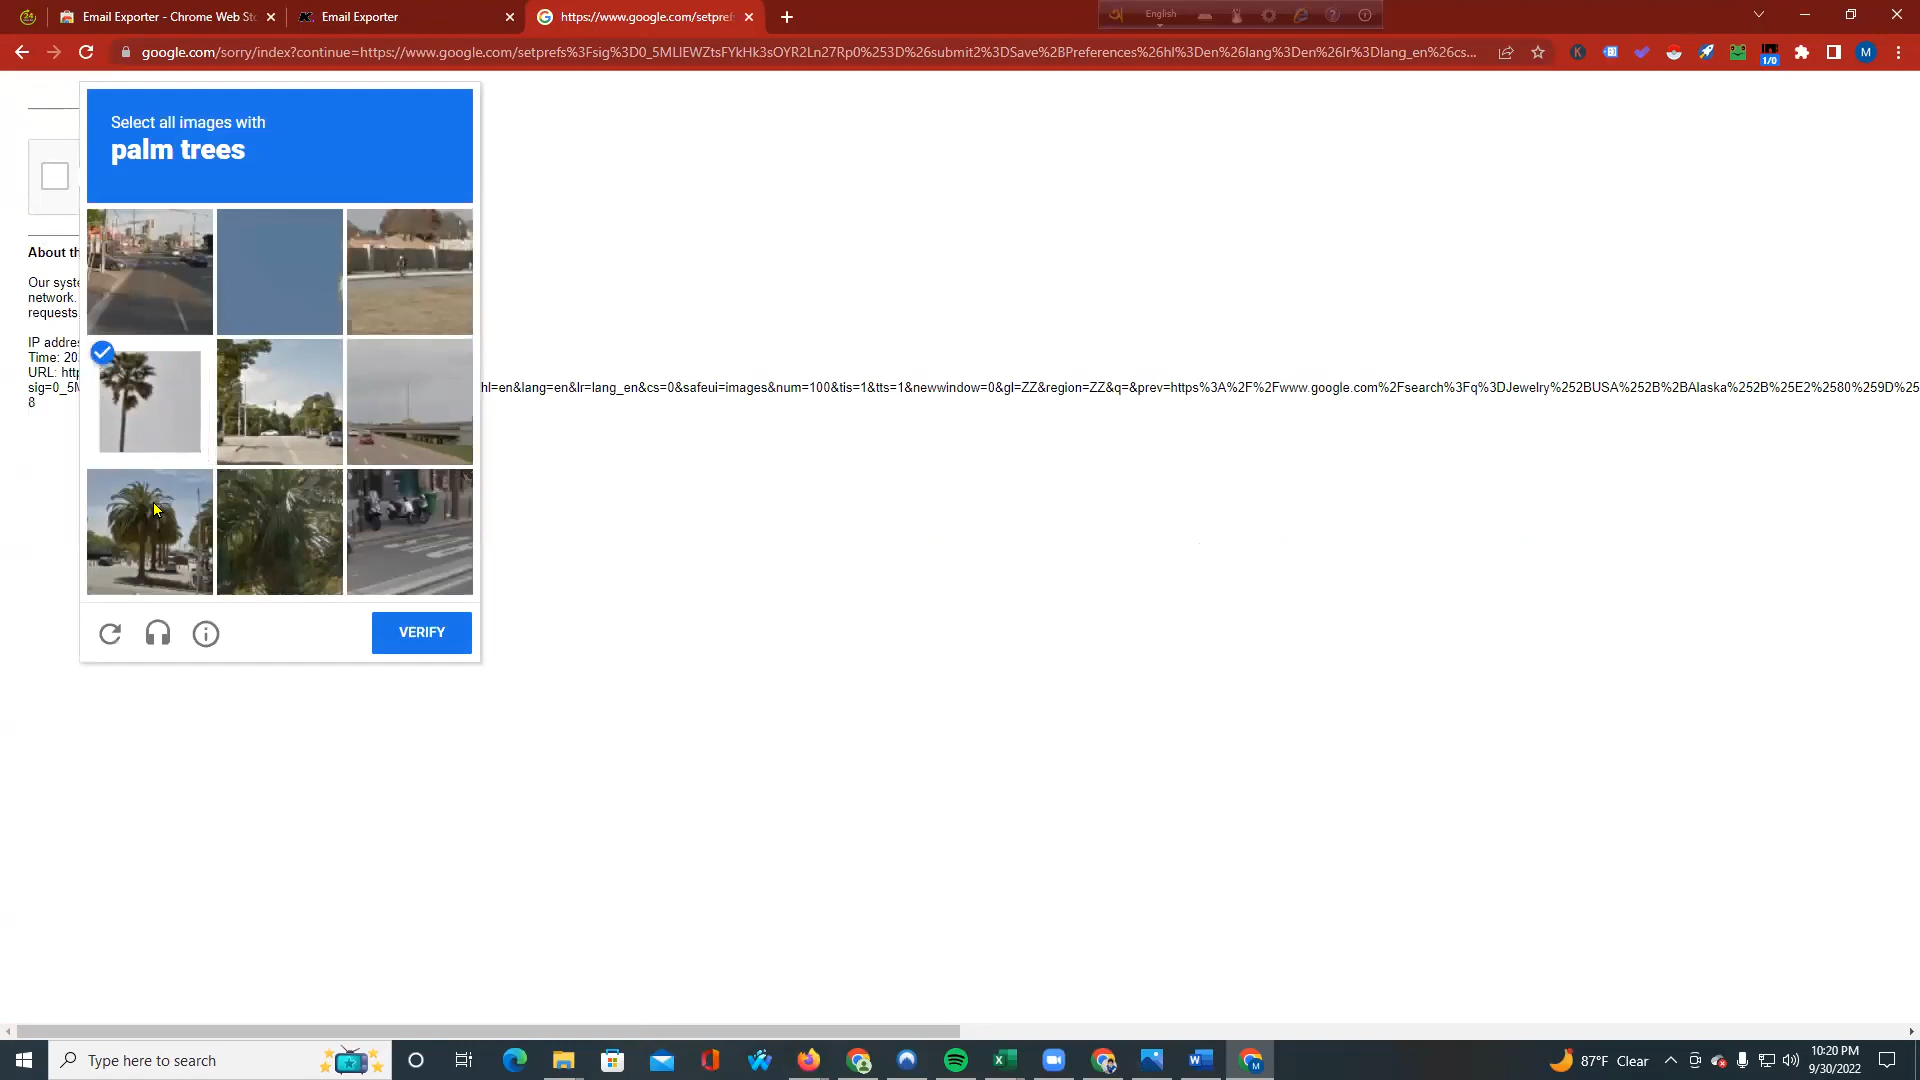 Email Exporter - Chrome Web Sto
Email Exporter
https://www.google.com/setpref
English
google.com/sorry/index?continue=https://www.google.com/setprefs%3Fsig%3D0_5MLlEWZtsFYkHk3sOYR2Ln27Rp0%253D%26submit2%3DSave%2BPreferences%26hl%3Den%26lang%3Den%26lr%3Dlang_en%26cs...
K
1/0
M
Select all images with
palm trees
About th
Our syste
network.
requests
IP addres
Time: 20
URL: http
sig=0_5M
hl=en&lang=en&lr=lang_en&cs=0&safeui=images&num=100&tis=1&tts=1&newwindow=0&gl=ZZ&region=ZZ&q=&prev=https%3A%2F%2Fwww.google.com%2Fsearch%3Fq%3DJewelry%252BUSA%252B%2BAlaska%252B%25E2%2580%259D%25
8
VERIFY
Type here to search
87°F Clear
10:20 PM
9/30/2022